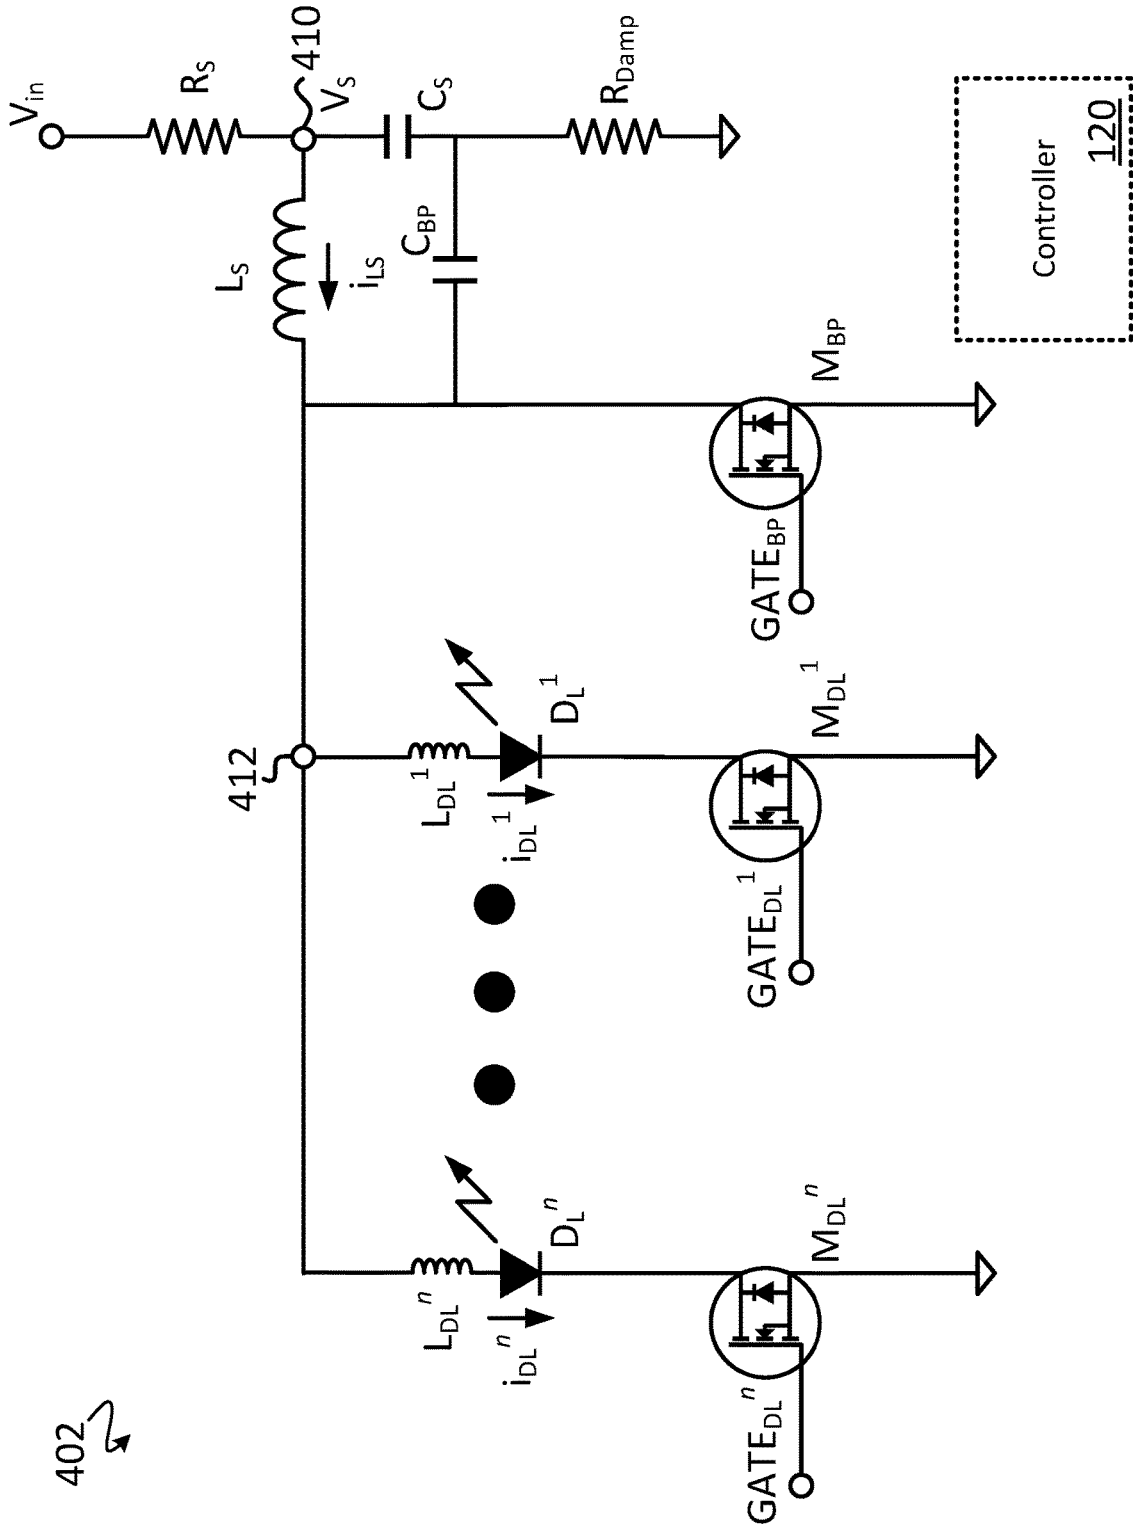 402
V_in
R_S
410
V_S
L_S
i_LS
C_S
C_BP
R_Damp
412
L_DL^n
i_DL^n
D_L^n
L_DL^1
i_DL^1
D_L^1
GATE_DL^n
M_DL^n
GATE_DL^1
M_DL^1
GATE_BP
M_BP
Controller
120